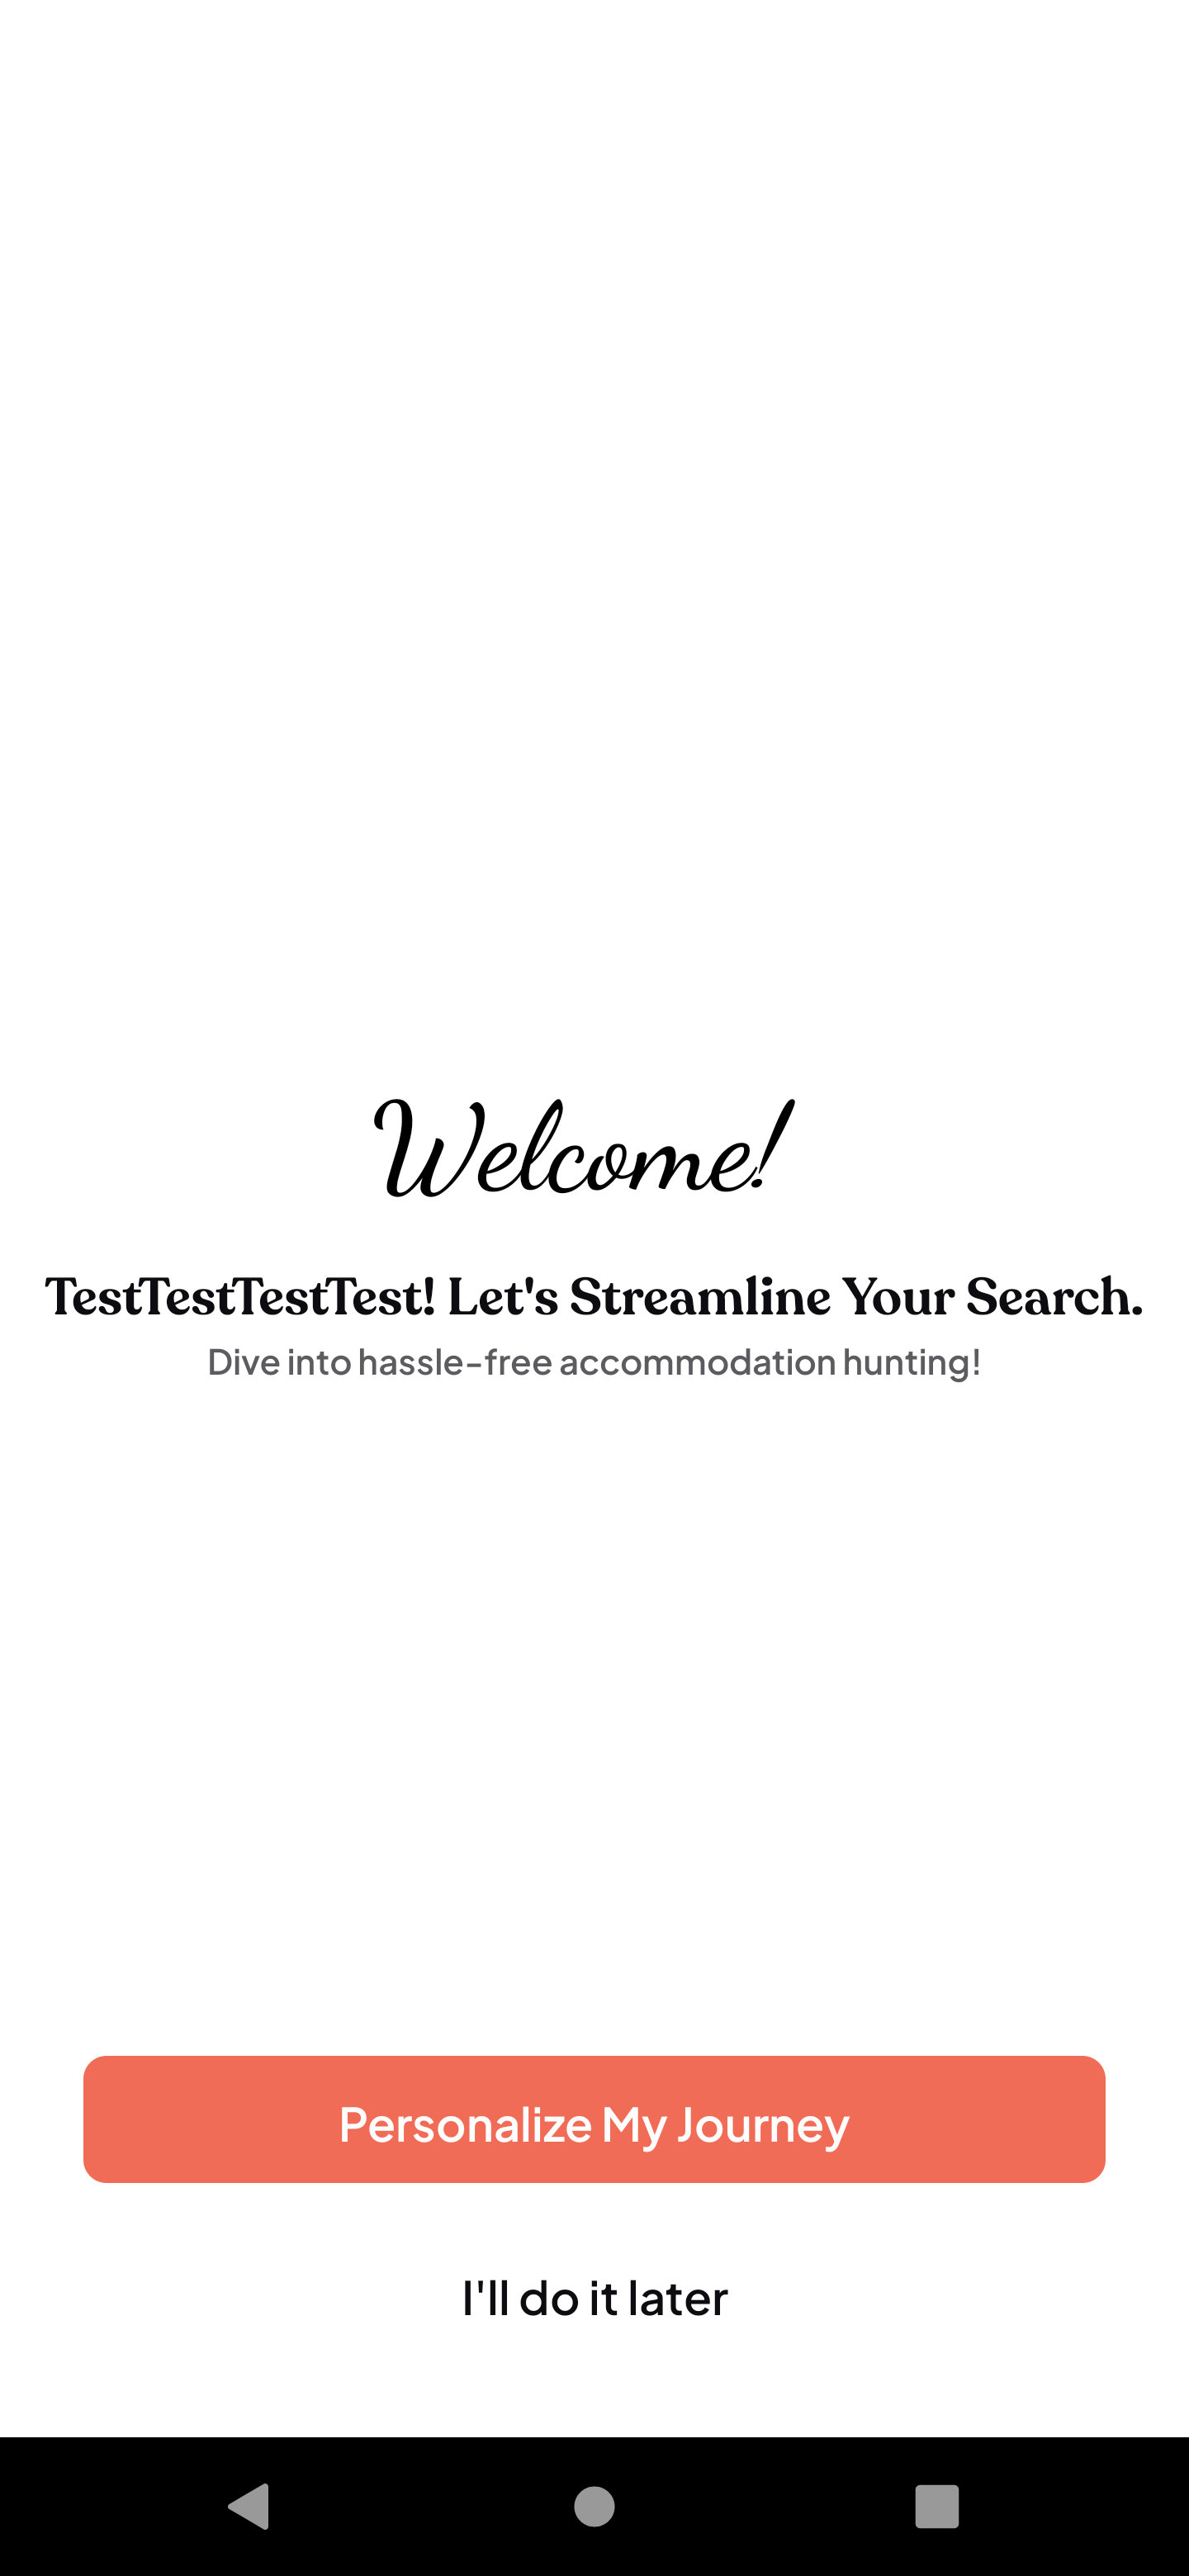 Welcome!
TestTestTestTest! Let's Streamline Your Search.
Dive into hassle-free accommodation hunting!
Personalize My Journey
I'll do it later